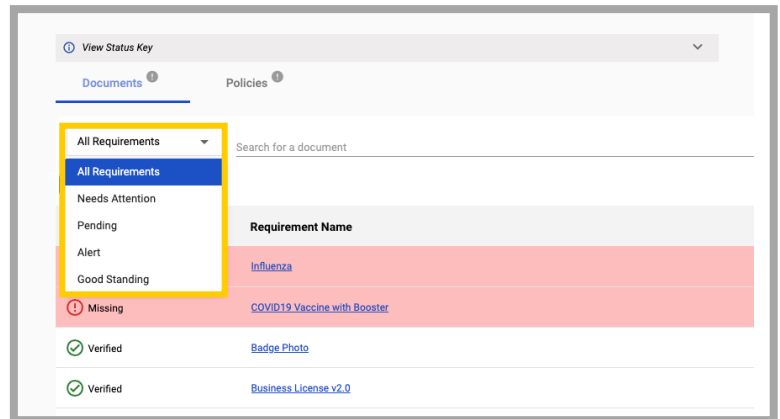 View Status Key
Documents
Policies
All Requirements
Search for a document
All Requirements
Needs Attention
Pending
Requirement Name
Alert
Influenza
Good Standing
Missing
COVID19 Vaccine with Booster
Verified
Badge Photo
Verified
Business License v2.0